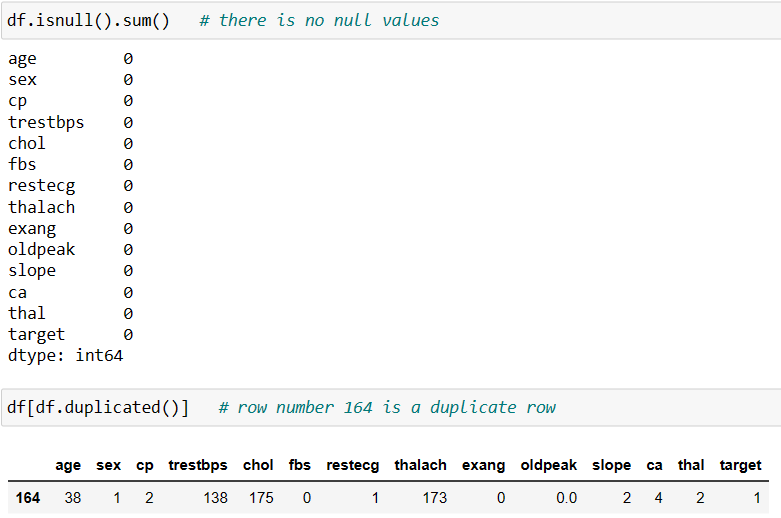 df.isnull().sum()   # there is no null values
age 0
sex 0
cp 0
trestbps 0
chol 0
fbs 0
restecg 0
thalach 0
exang 0
oldpeak 0
slope 0
ca 0
thal 0
target 0
dtype: int64
df[df.duplicated()]   # row number 164 is a duplicate row
age sex cp trestbps chol fbs restecg thalach exang oldpeak slope ca thal target
164 38 1 2 138 175 0 1 173 0 0.0 2 4 2 1